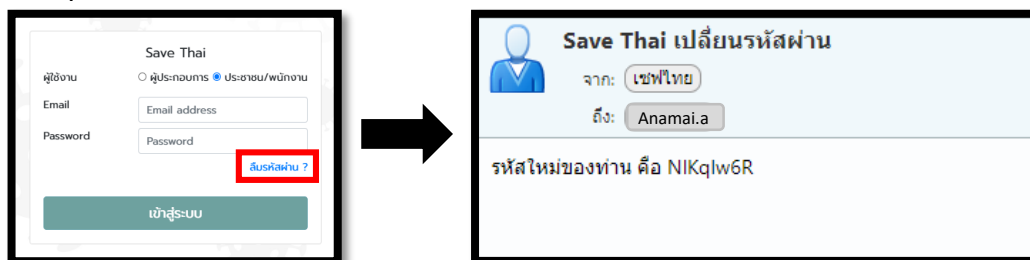 Save Thai
ผู้ใช้งาน ผู้ประกอบการ ประชาชน/พนักงาน
Email Email address
Password Password
ลืมรหัสผ่าน ?
เข้าสู่ระบบ
Save Thai เปลี่ยนรหัสผ่าน
จาก: เซฟไทย
ถึง: Anamai.a
รหัสใหม่ของท่าน คือ NIKqlw6R